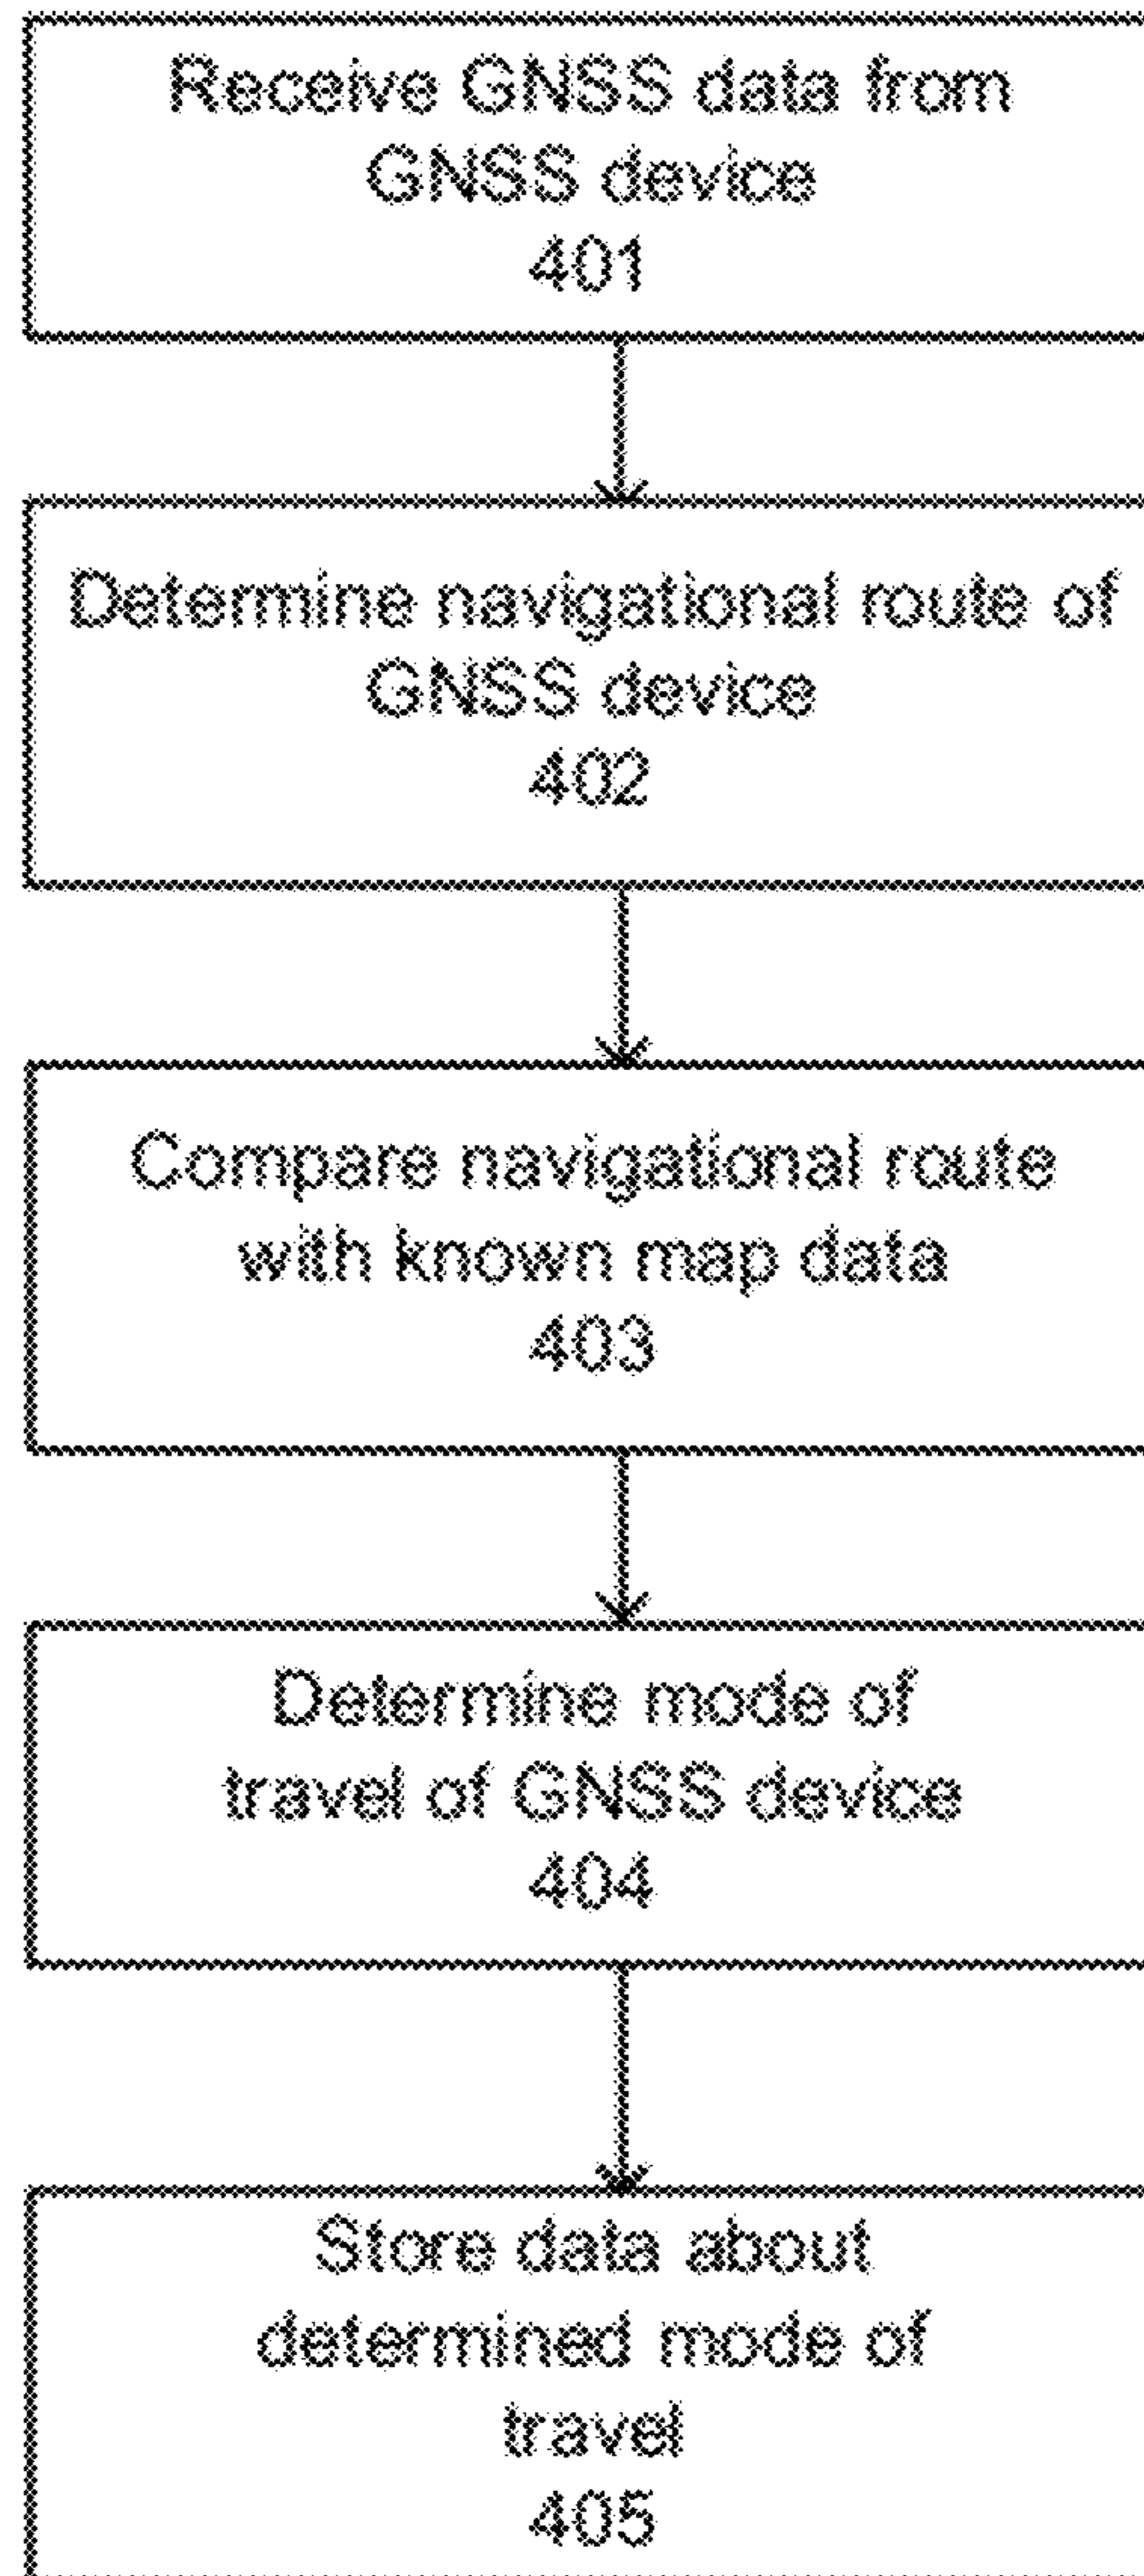 Receive GNSS data from
GNSS device
401
Determine navigational route of
GNSS device
402
Compare navigational route
with known map data
403
Determine mode of
travel of GNSS device
404
Store data about
determined mode of
travel
405